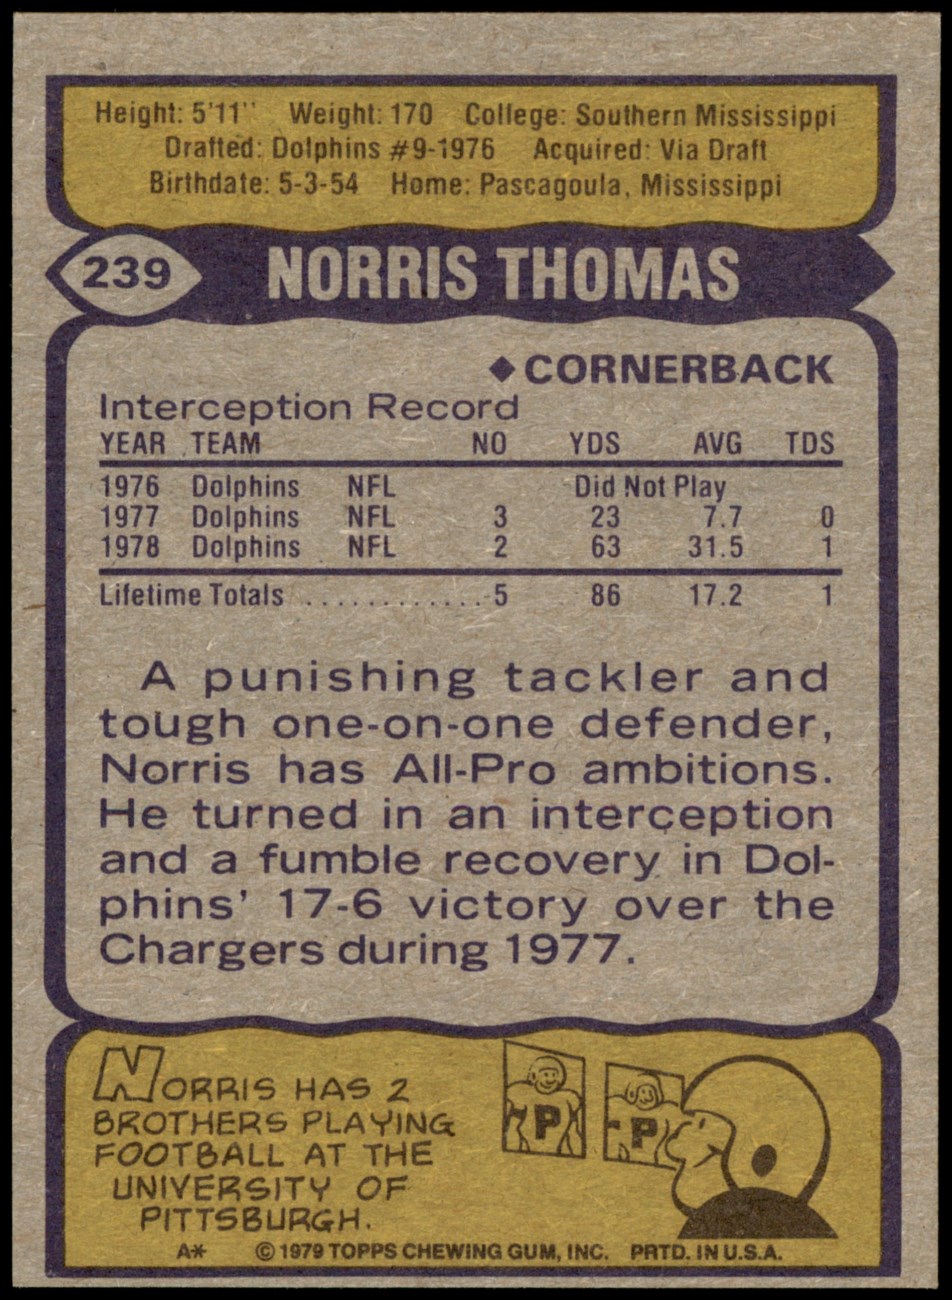 Height: 5'11" Weight: 170 College: Southern Mississippi
Drafted: Dolphins #9-1976 Acquired: Via Draft
Birthdate: 5-3-54 Home: Pascagoula, Mississippi
239 NORRIS THOMAS
◆ CORNERBACK
Interception Record
YEAR TEAM NO YDS AVG TDS
1976 Dolphins NFL Did Not Play
1977 Dolphins NFL 3 23 7.7 0
1978 Dolphins NFL 2 63 31.5 1
Lifetime Totals ............. 5 86 17.2 1
A punishing tackler and
tough one-on-one defender,
Norris has All-Pro ambitions.
He turned in an interception
and a fumble recovery in Dol-
phins' 17-6 victory over the
Chargers during 1977.
NORRIS HAS 2
BROTHERS PLAYING
FOOTBALL AT THE
UNIVERSITY OF
PITTSBURGH.
P P
A* © 1979 TOPPS CHEWING GUM, INC. PRTD. IN U.S.A.